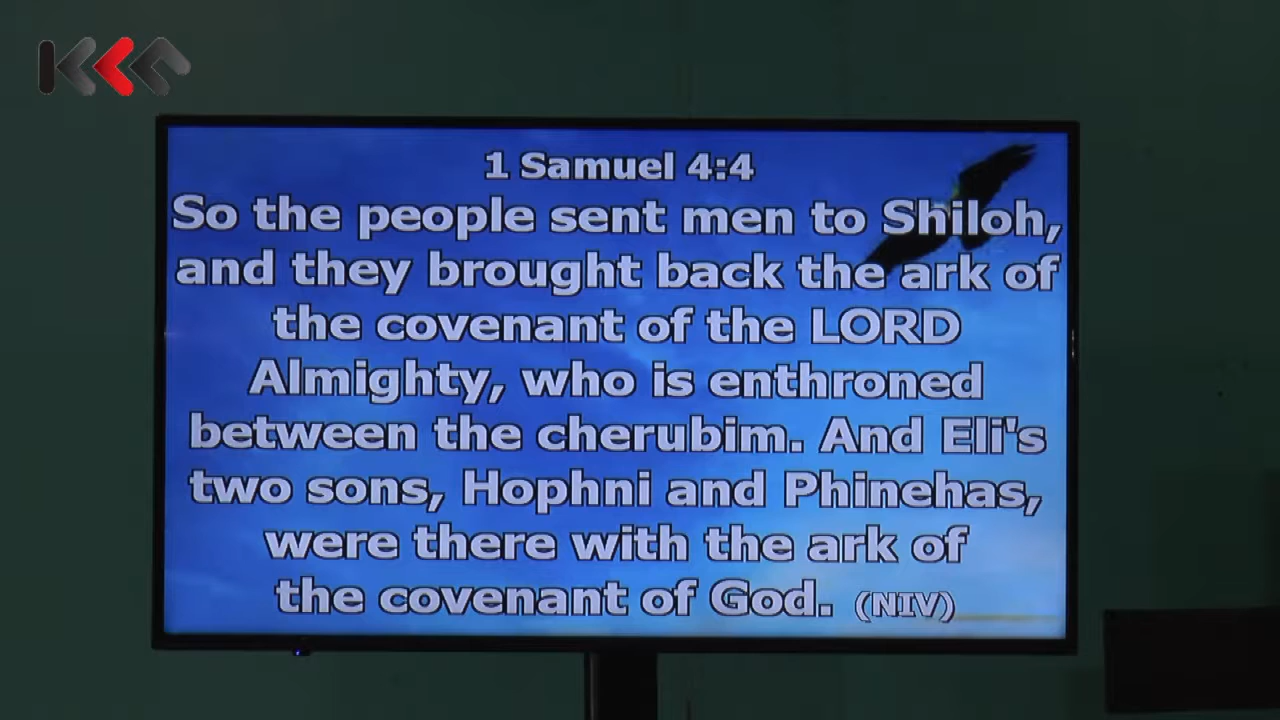 1 Samuel 4:4
So the people sent men to Shiloh,
and they brought back the ark of
the covenant of the LORD
Almighty, who is enthroned
between the cherubim. And Eli's
two sons, Hophni and Phinehas,
were there with the ark of
the covenant of God. (NIV)